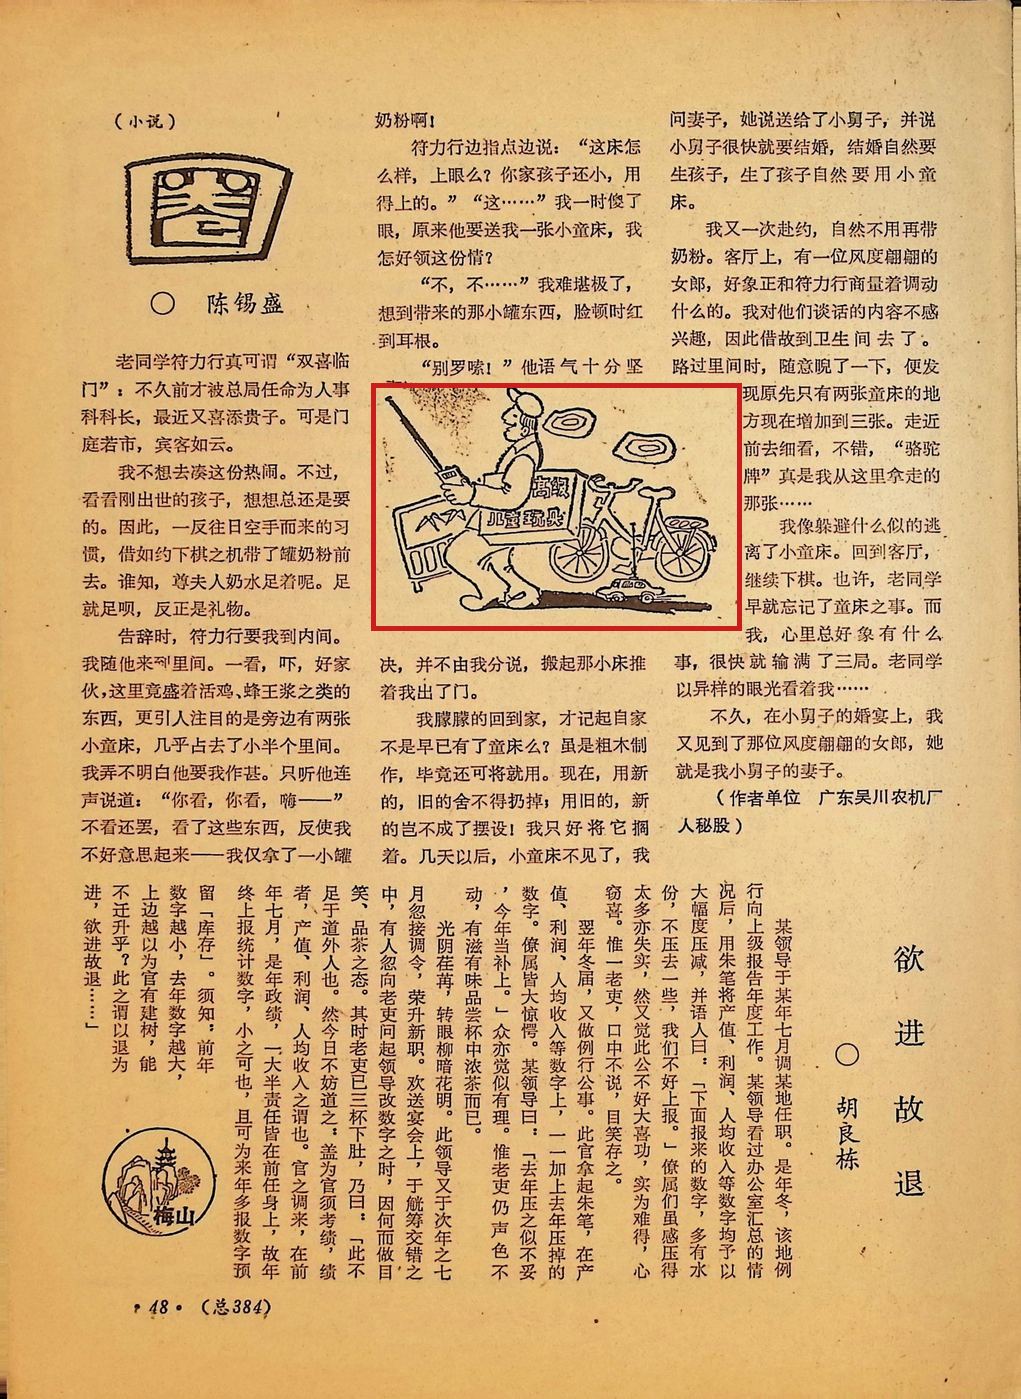 （小说）
○ 陈锡盛
老同学符力行真可谓“双喜临
门”：不久前才被总局任命为人事
科科长，最近又喜添贵子。可是门
庭若市，宾客如云。
我不想去凑这份热闹。不过，
看看刚出世的孩子，想想总还是要
的。因此，一反往日空手而来的习
惯，借如约下棋之机带了罐奶粉前
去。谁知，尊夫人奶水足着呢。足
就足呗，反正是礼物。
告辞时，符力行要我到内间。
我随他来到里间。一看，吓，好家
伙，这里竟盛着活鸡、蜂王浆之类的
东西，更引人注目的是旁边有两张
小童床，几乎占去了小半个里间。
我弄不明白他要我作甚。只听他连
声说道：“你看，你看，嗨——”
不看还罢，看了这些东西，反使我
不好意思起来——我仅拿了一小罐
奶粉啊！
符力行边指点边说：“这床怎
么样，上眼么？你家孩子还小，用
得上的。”“这……”我一时傻了
眼，原来他要送我一张小童床，我
怎好领这份情？
“不，不……”我难堪极了，
想到带来的那小罐东西，脸顿时红
到耳根。
“别罗嗦！”他语气十分坚
高级
儿童玩具
决，并不由我分说，搬起那小床推
着我出了门。
我朦朦的回到家，才记起自家
不是早已有了童床么？虽是粗木制
作，毕竟还可将就用。现在，用新
的，旧的舍不得扔掉；用旧的，新
的岂不成了摆设！我只好将它搁
着。几天以后，小童床不见了，我
问妻子，她说送给了小舅子，并说
小舅子很快就要结婚，结婚自然要
生孩子，生了孩子自然要用小童
床。
我又一次赴约，自然不用再带
奶粉。客厅上，有一位风度翩翩的
女郎，好象正和符力行商量着调动
什么的。我对他们谈话的内容不感
兴趣，因此借故到卫生间去了。
路过里间时，随意睨了一下，便发
现原先只有两张童床的地
方现在增加到三张。走近
前去细看，不错，“骆驼
牌”真是我从这里拿走的
那张……
我像躲避什么似的逃
离了小童床。回到客厅，
继续下棋。也许，老同学
早就忘记了童床之事。而
我，心里总好象有什么
事，很快就输满了三局。老同学
以异样的眼光看着我……
不久，在小舅子的婚宴上，我
又见到了那位风度翩翩的女郎，她
就是我小舅子的妻子。
（作者单位 广东吴川农机厂
人秘股）
欲进故退
○ 胡良栋
某领导于某年七月调某地任职。是年冬，该地例
行向上级报告年度工作。某领导看过办公室汇总的情
况后，用朱笔将产值、利润、人均收入等数字均予以
大幅度压减，并语人曰：「下面报来的数字，多有水
份，不压去一些，我们不好上报。」僚属们虽感压得
太多亦失实，然又觉此公不好大喜功，实为难得，心
窃喜。惟一老吏，口中不说，目笑存之。
翌年冬届，又做例行公事。此官拿起朱笔，在产
值、利润、人均收入等数字上，一一加上去年压掉的
数字。僚属皆大惊愕。某领导曰：「去年压之似不妥
，今年当补上。」众亦觉似有理。惟老吏仍声色不
动，有滋有味品尝杯中浓茶而已。
光阴荏苒，转眼柳暗花明。此领导又于次年之七
月忽接调令，荣升新职。欢送宴会上，于觥筹交错之
中，有人忽向老吏问起领导改数字之时，因何而做目
笑、品茶之态。其时老吏已三杯下肚，乃曰：「此不
足于道外人也。然今日不妨道之：盖为官须考绩，绩
者，产值、利润、人均收入之谓也。官之调来，在前
年七月，是年政绩，一大半责任皆在前任身上，故年
终上报统计数字，小之可也，且可为来年多报数字预
留「库存」。须知：前年
数字越小，去年数字越大，
上边越以为官有建树，能
不迁升乎？此之谓以退为
进，欲进故退……」
梅山
·48·（总384）